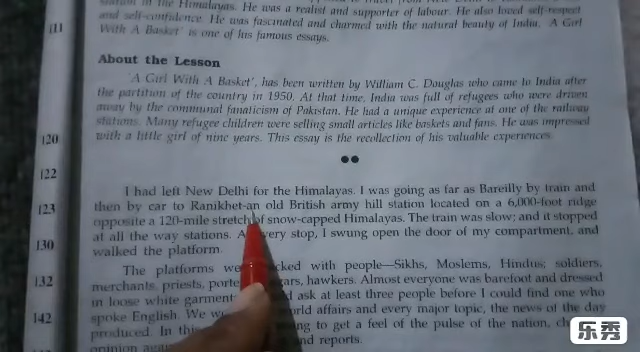 station in the Himalayas. He was a realist and supporter of labour. He also loved self-respect
and self-confidence. He was fascinated and charmed with the natural beauty of India. A Girl
With A Basket' is one of his famous essays.
111
About the Lesson
'A Girl With A Basket', has been written by William C. Douglas who came to India after
the partition of the country in 1950. At that time, India was full of refugees who were driven
away by the communal fanaticism of Pakistan. He had a unique experience at one of the railway
stations. Many refugee children were selling small articles like baskets and fans. He was impressed
with a little girl of nine years. This essay is the recollection of his valuable experiences.
120
122
I had left New Delhi for the Himalayas. I was going as far as Bareilly by train and
123
then by car to Ranikhet-an old British army hill station located on a 6,000-foot ridge
opposite a 120-mile stretch of snow-capped Himalayas. The train was slow; and it stopped
130
at all the way stations. At every stop, I swung open the door of my compartment, and
walked the platform.
The platforms were packed with people—Sikhs, Moslems, Hindus; soldiers,
132
merchants, priests, hawkers. Almost everyone was barefoot and dressed
in loose white ask at least three people before I could find one who
142
spoke English. We world affairs and every major topic, the news of the day
produced. In this to get a feel of the pulse of the nation,
opinion and reports.
乐秀